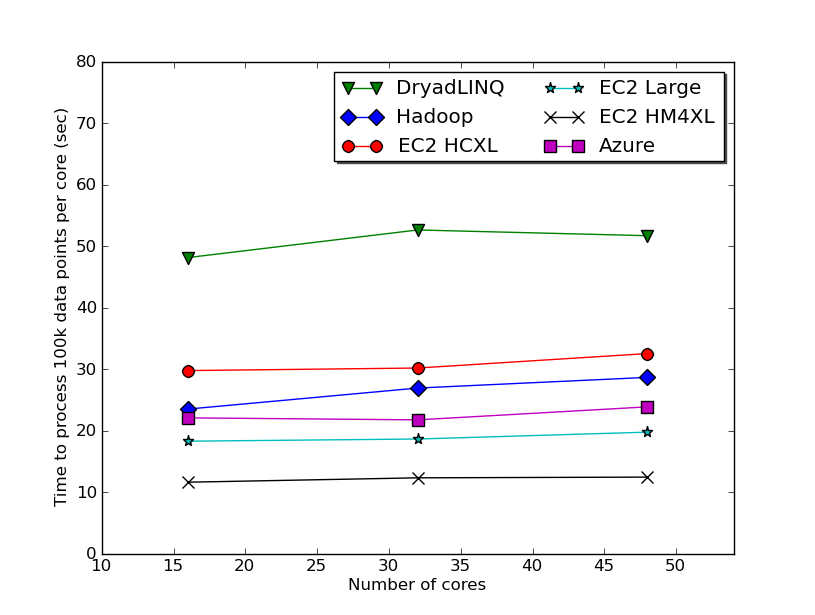 80
70
60
50
40
30
20
10
0
10 15 20 25 30 35 40 45 50
Number of cores
Time to process 100k data points per core (sec)
DryadLINQ
Hadoop
EC2 HCXL
EC2 Large
EC2 HM4XL
Azure